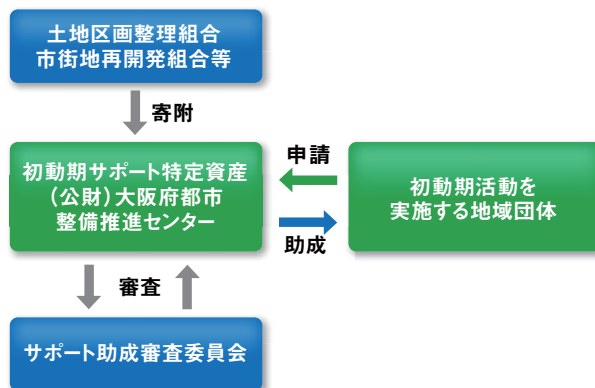 土地区画整理組合
市街地再開発組合等
寄附
初動期サポート特定資産
（公財）大阪府都市
整備推進センター
申請
助成
初動期活動を
実施する地域団体
審査
サポート助成審査委員会